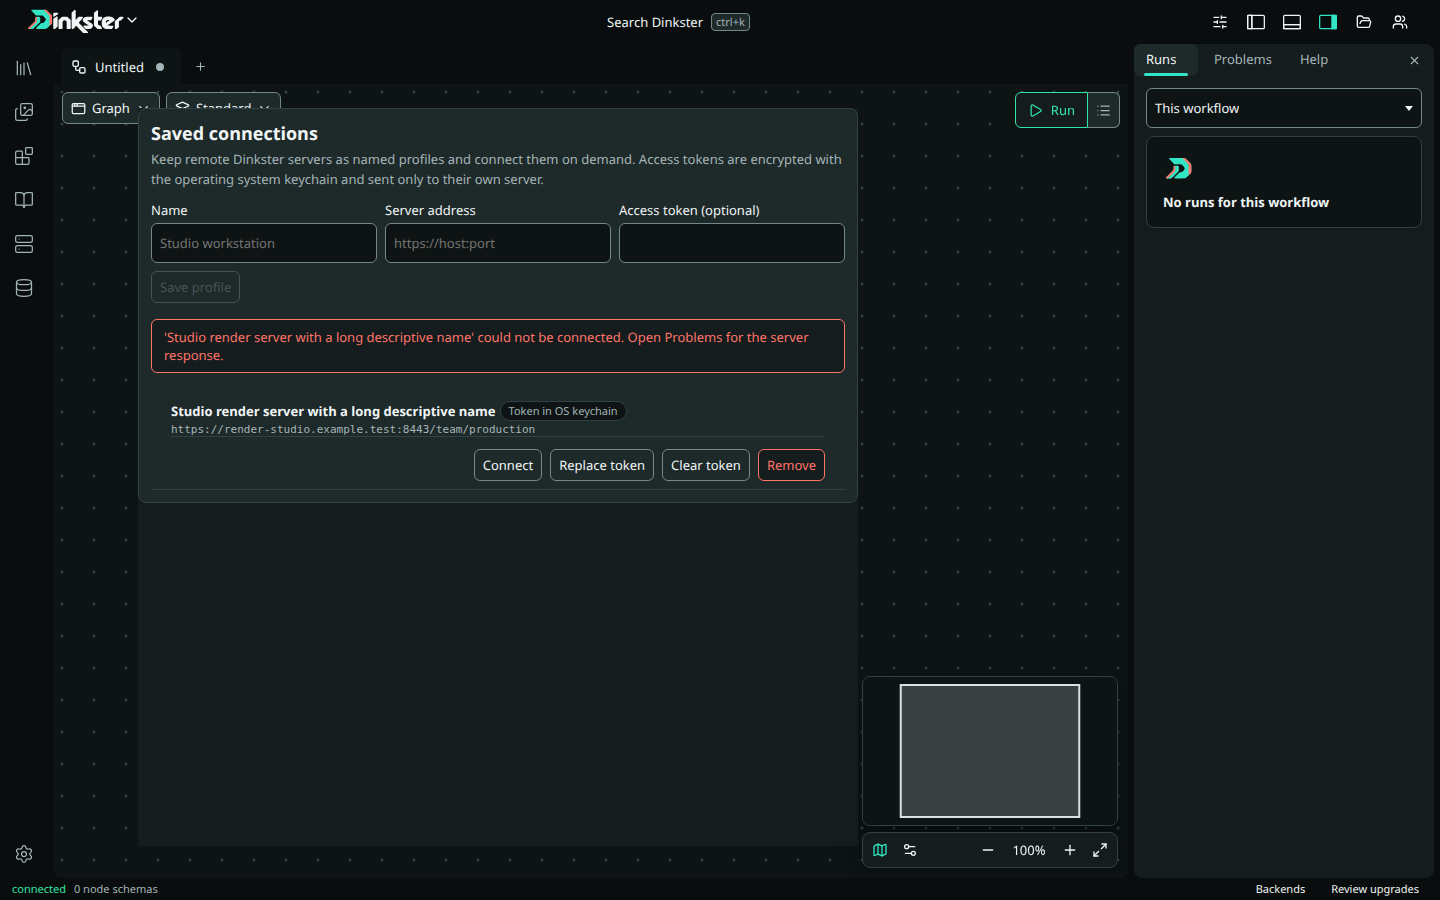 Dinkster
Search Dinkster ctrl+k
Untitled
Graph Standard
Run
Runs Problems Help
This workflow
No runs for this workflow
Saved connections
Keep remote Dinkster servers as named profiles and connect them on demand. Access tokens are encrypted with
the operating system keychain and sent only to their own server.
Name Server address Access token (optional)
Studio workstation https://host:port
Save profile
'Studio render server with a long descriptive name' could not be connected. Open Problems for the server
response.
Studio render server with a long descriptive name Token in OS keychain
https://render-studio.example.test:8443/team/production
Connect Replace token Clear token Remove
100%
connected 0 node schemas
Backends Review upgrades